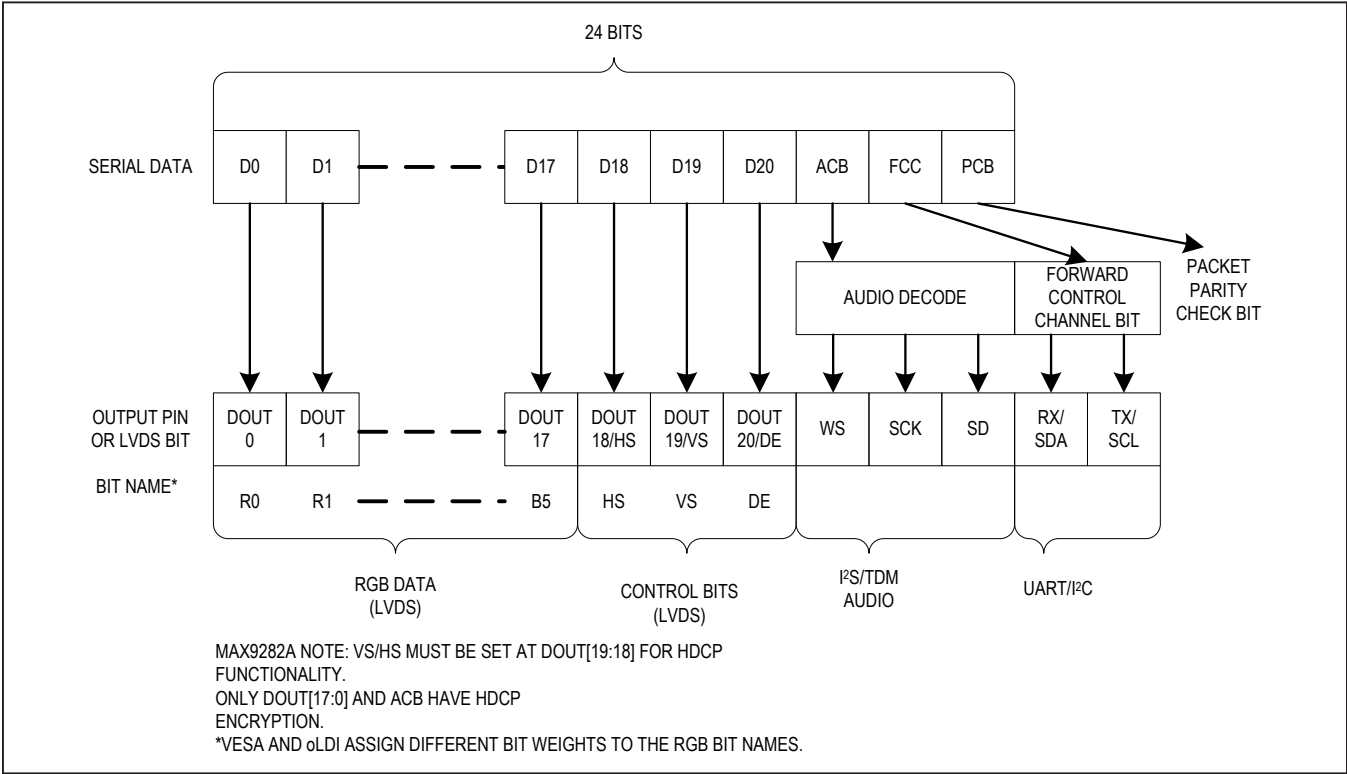 24 BITS
SERIAL DATA D0 D1 D17 D18 D19 D20 ACB FCC PCB
AUDIO DECODE
FORWARD
CONTROL
CHANNEL BIT
PACKET
PARITY
CHECK BIT
OUTPUT PIN
OR LVDS BIT
DOUT
0
DOUT
1
DOUT
17
DOUT
18/HS
DOUT
19/VS
DOUT
20/DE
WS
SCK
SD
RX/
SDA
TX/
SCL
BIT NAME*
R0 R1 B5 HS VS DE
RGB DATA
(LVDS)
CONTROL BITS
(LVDS)
I²S/TDM
AUDIO
UART/I²C
MAX9282A NOTE: VS/HS MUST BE SET AT DOUT[19:18] FOR HDCP
FUNCTIONALITY.
ONLY DOUT[17:0] AND ACB HAVE HDCP
ENCRYPTION.
*VESA AND oLDI ASSIGN DIFFERENT BIT WEIGHTS TO THE RGB BIT NAMES.